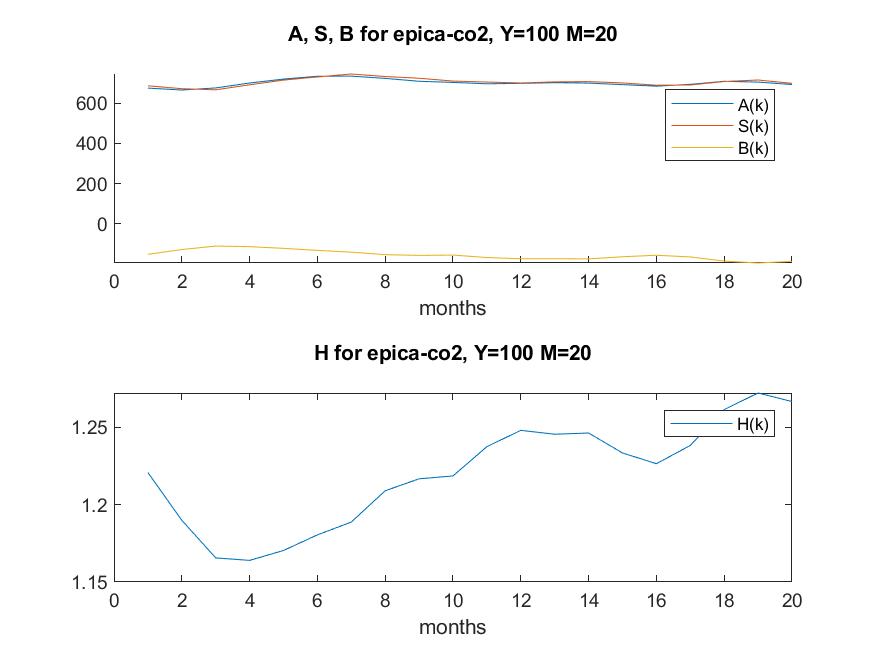 A, S, B for epica-co2, Y=100 M=20
600
400
200
0
A(k)
S(k)
B(k)
0 2 4 6 8 10 12 14 16 18 20
months
H for epica-co2, Y=100 M=20
1.25
1.2
1.15
H(k)
0 2 4 6 8 10 12 14 16 18 20
months